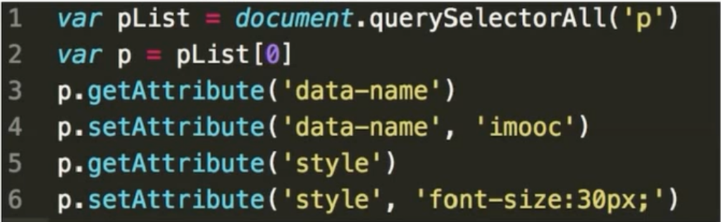 1 var pList = document.querySelectorAll('p')
2 var p = pList[0]
3 p.getAttribute('data-name')
4 p.setAttribute('data-name', 'imooc')
5 p.getAttribute('style')
6 p.setAttribute('style', 'font-size:30px;')